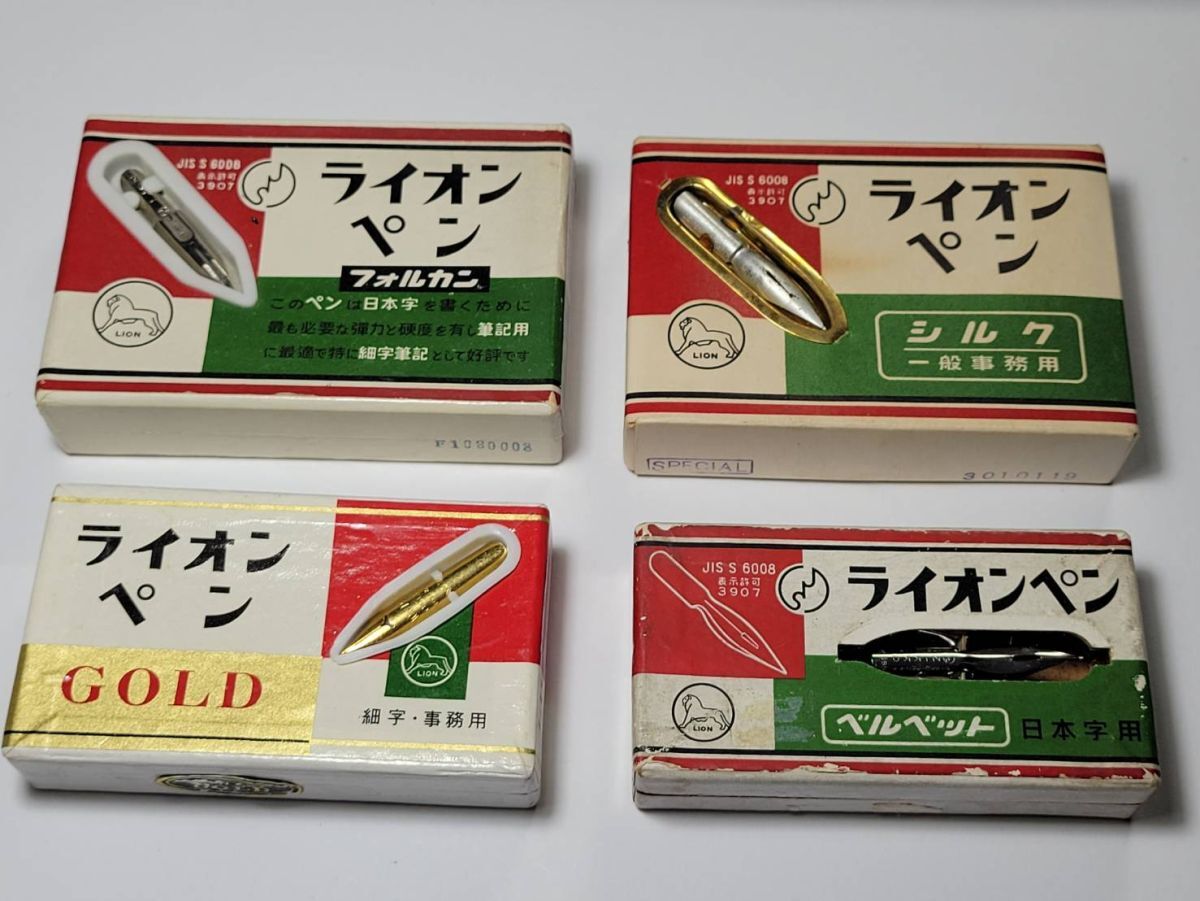 JIS S 6008
表示許可
3907
ライオン
ペン
フォルカン
このペンは日本字を書くために
最も必要な彈力と硬度を有し筆記用
に最適で特に細字筆記として好評です
LION
F1080008
JIS S 6008
表示許可
3907
ライオン
ペン
シルク
一般事務用
LION
SPECIAL
3010119
ライオン
ペン
GOLD
LION
細字・事務用
JIS S 6008
表示許可
3907
ライオンペン
LION
ベルベット 日本字用